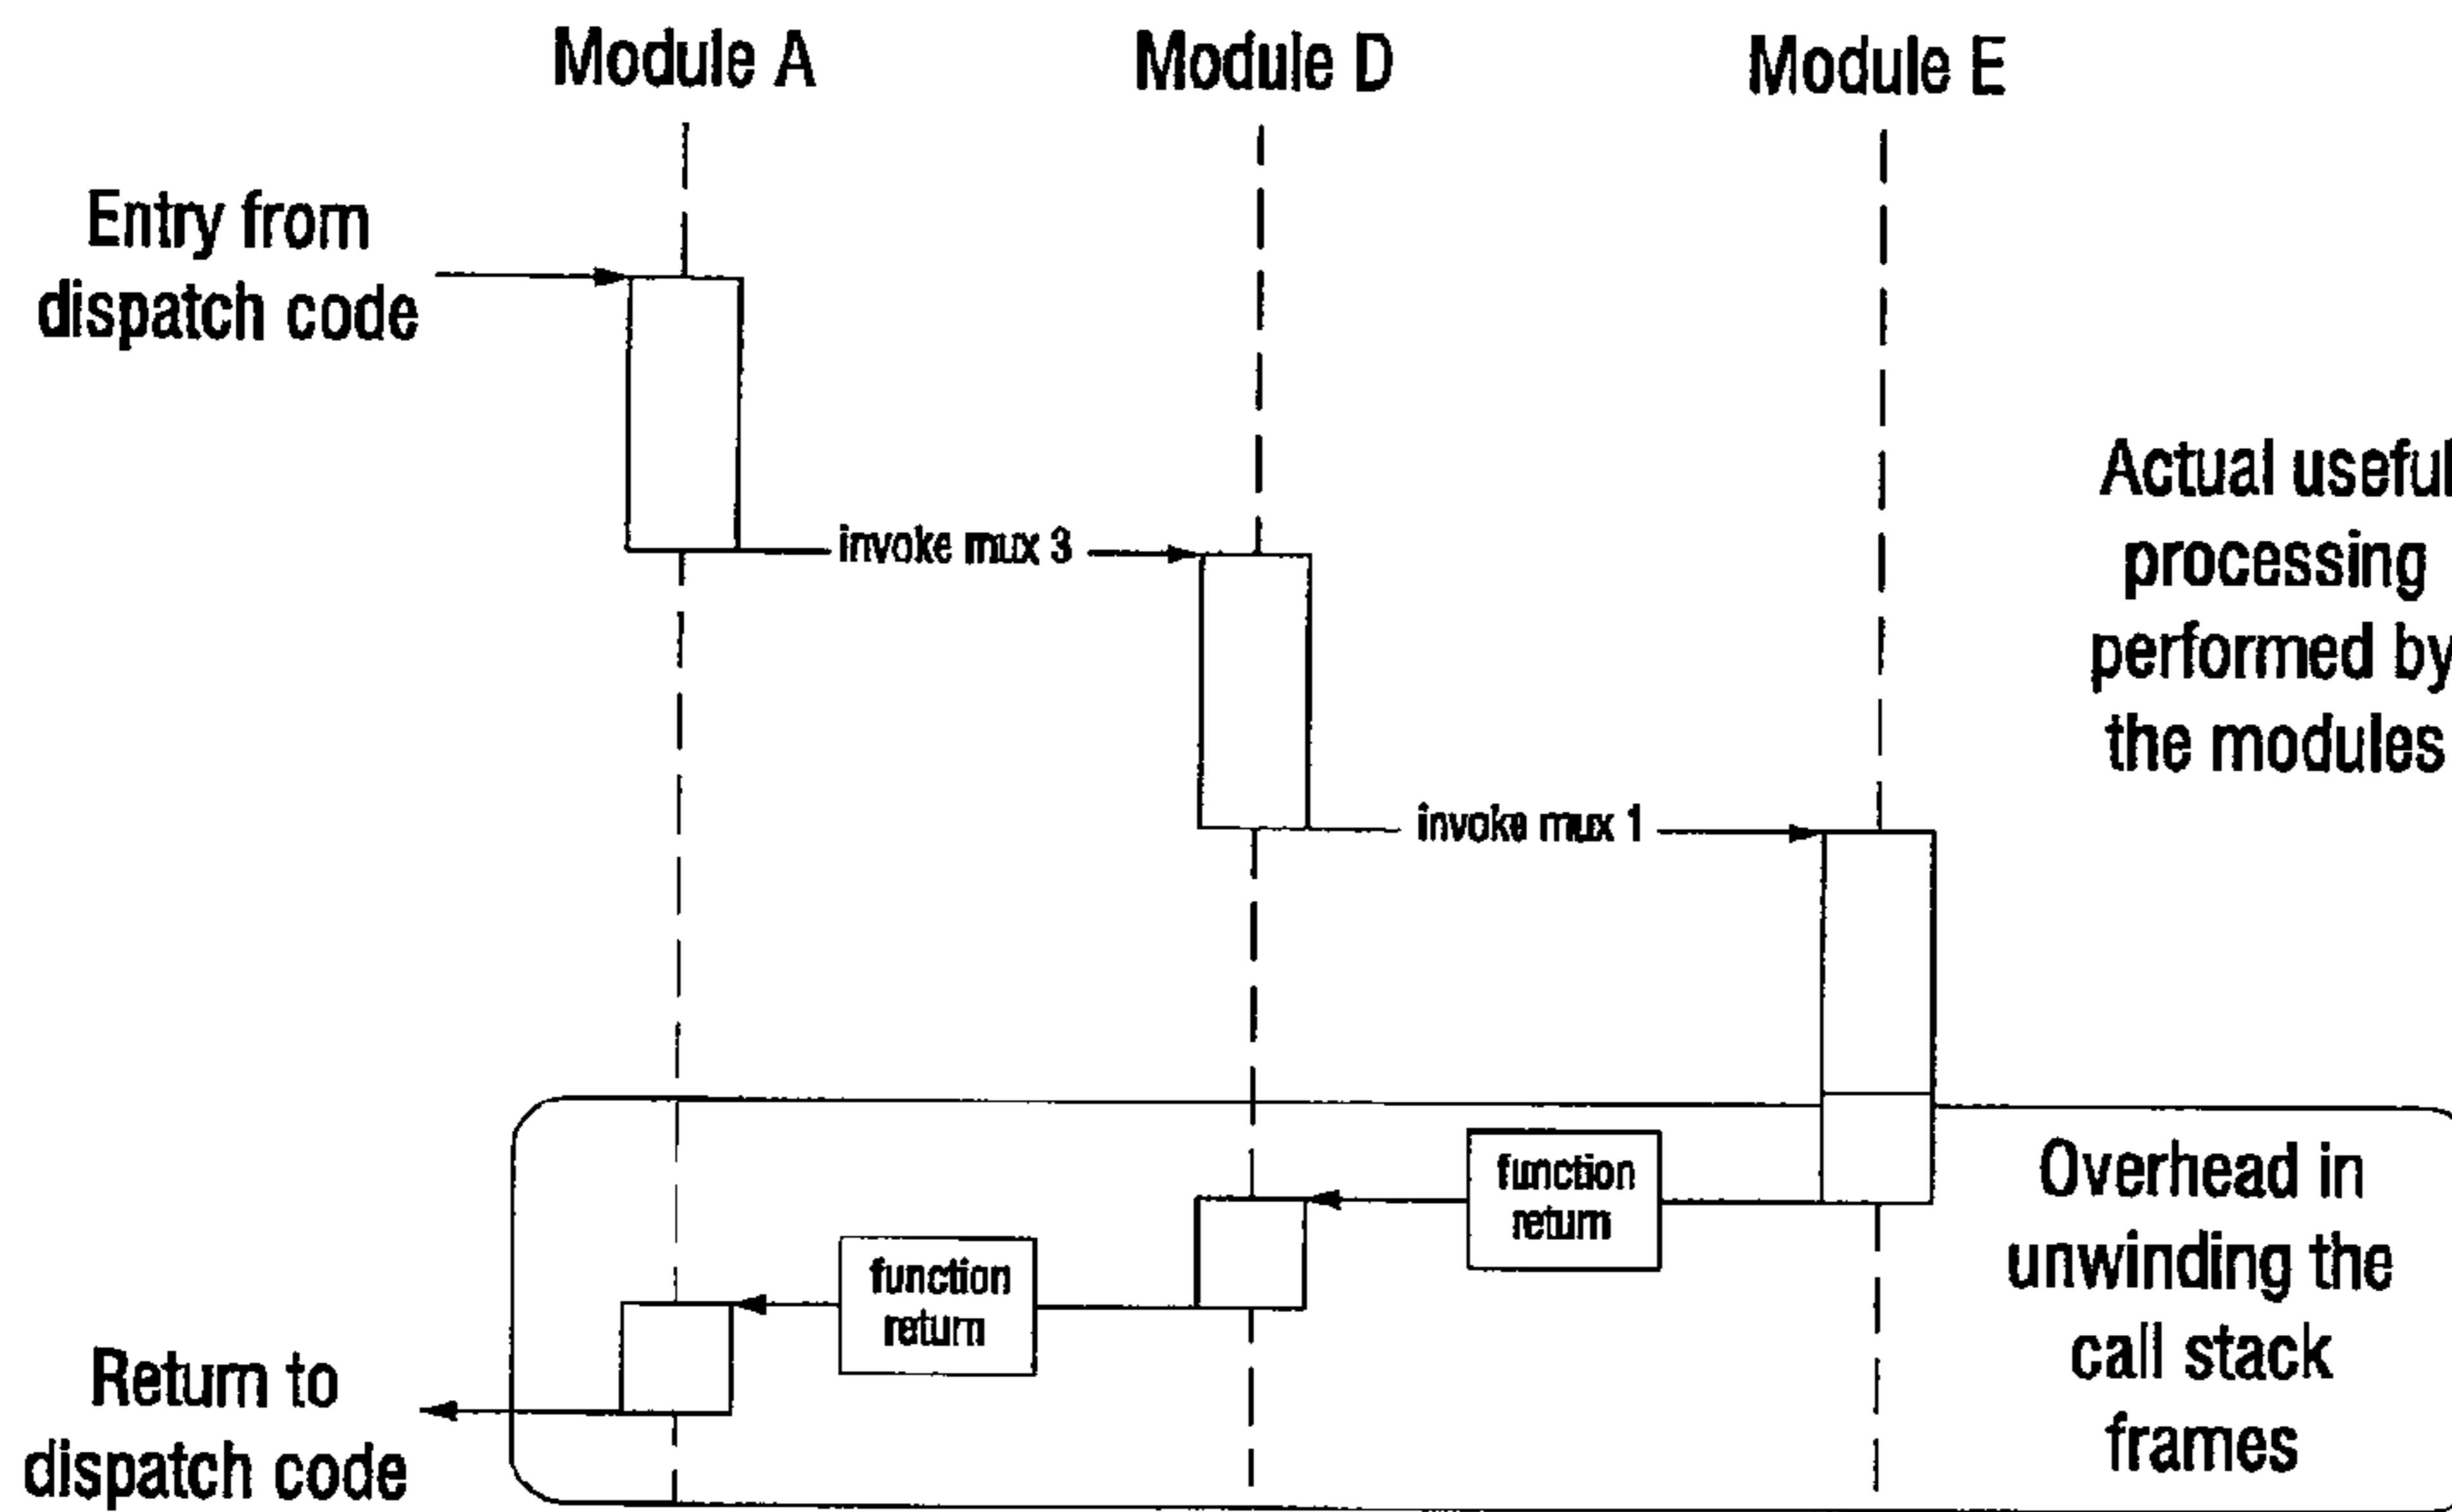 Module A
Module D
Module E
Entry from
dispatch code
Actual useful
processing
performed by
the modules
invoke mux 3
invoke mux 1
function
return
function
return
Overhead in
unwinding the
call stack
frames
Return to
dispatch code